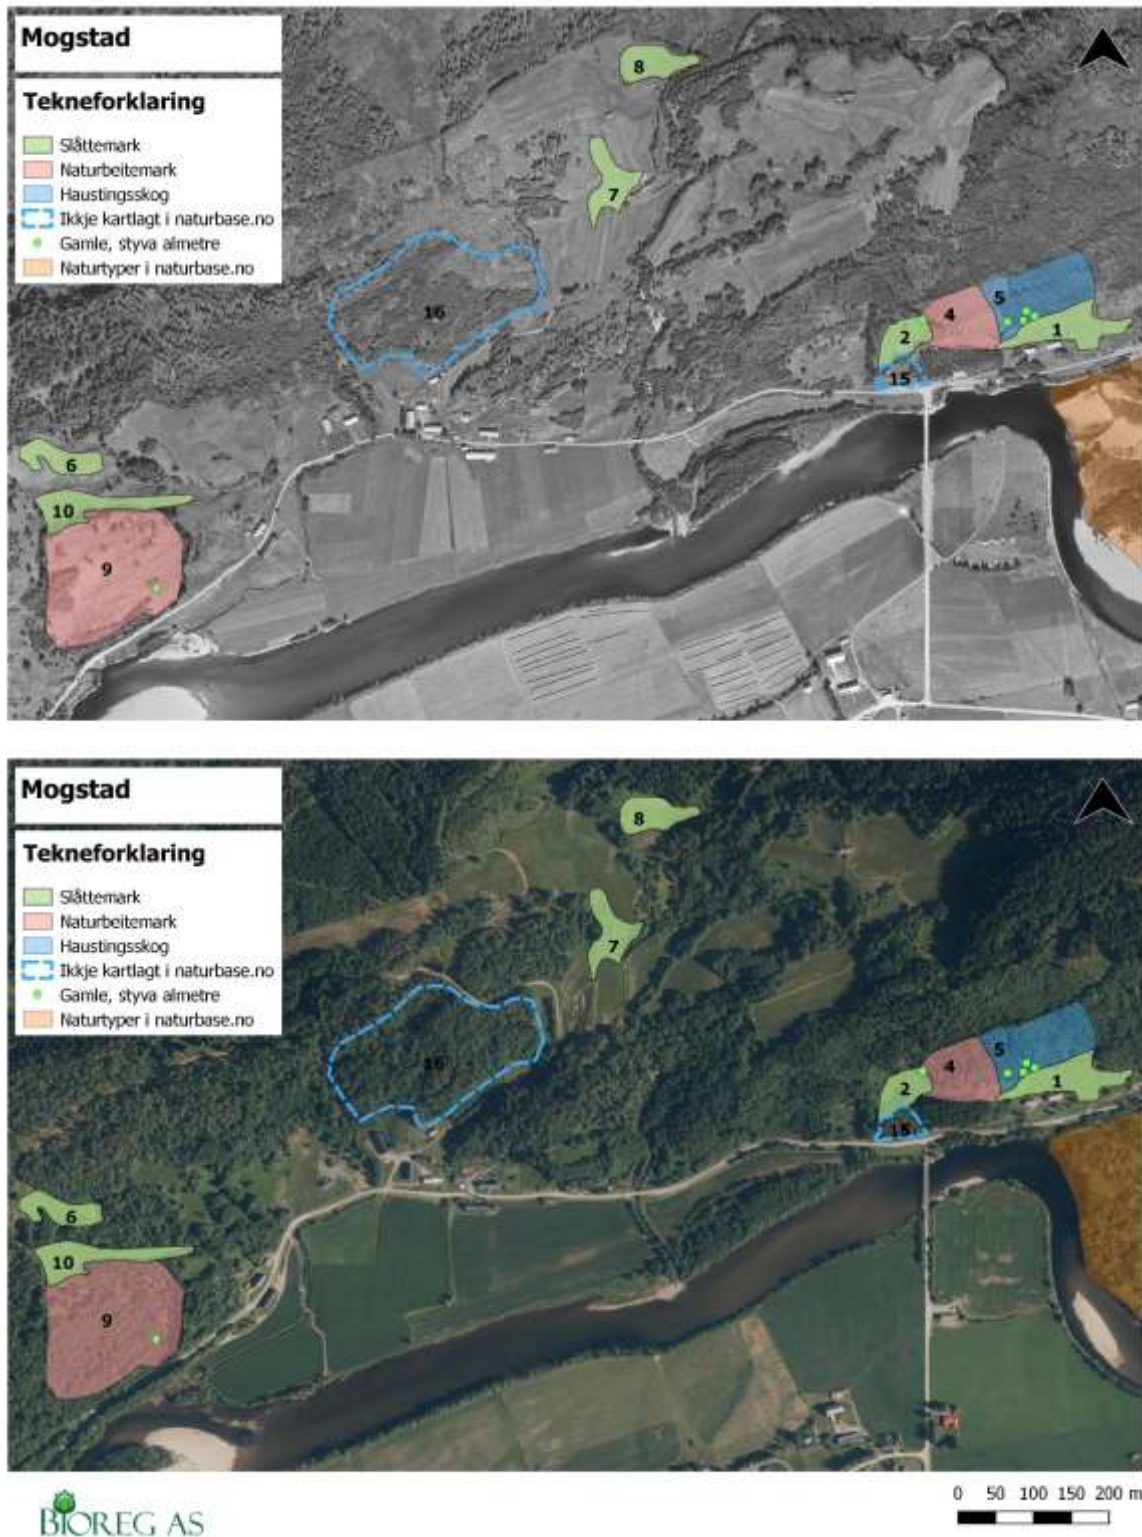 Mogstad
Tekneforklaring
Slåttemark
Naturbeitemark
Haustingsskog
Ikkje kartlagt i naturbase.no
Gamle, styva almetre
Naturtyper i naturbase.no
8
7
16
5
4
1
2
15
6
10
9
Mogstad
Tekneforklaring
Slåttemark
Naturbeitemark
Haustingsskog
Ikkje kartlagt i naturbase.no
Gamle, styva almetre
Naturtyper i naturbase.no
8
7
16
5
4
1
2
15
6
10
9
BIOREG AS
0 50 100 150 200 m